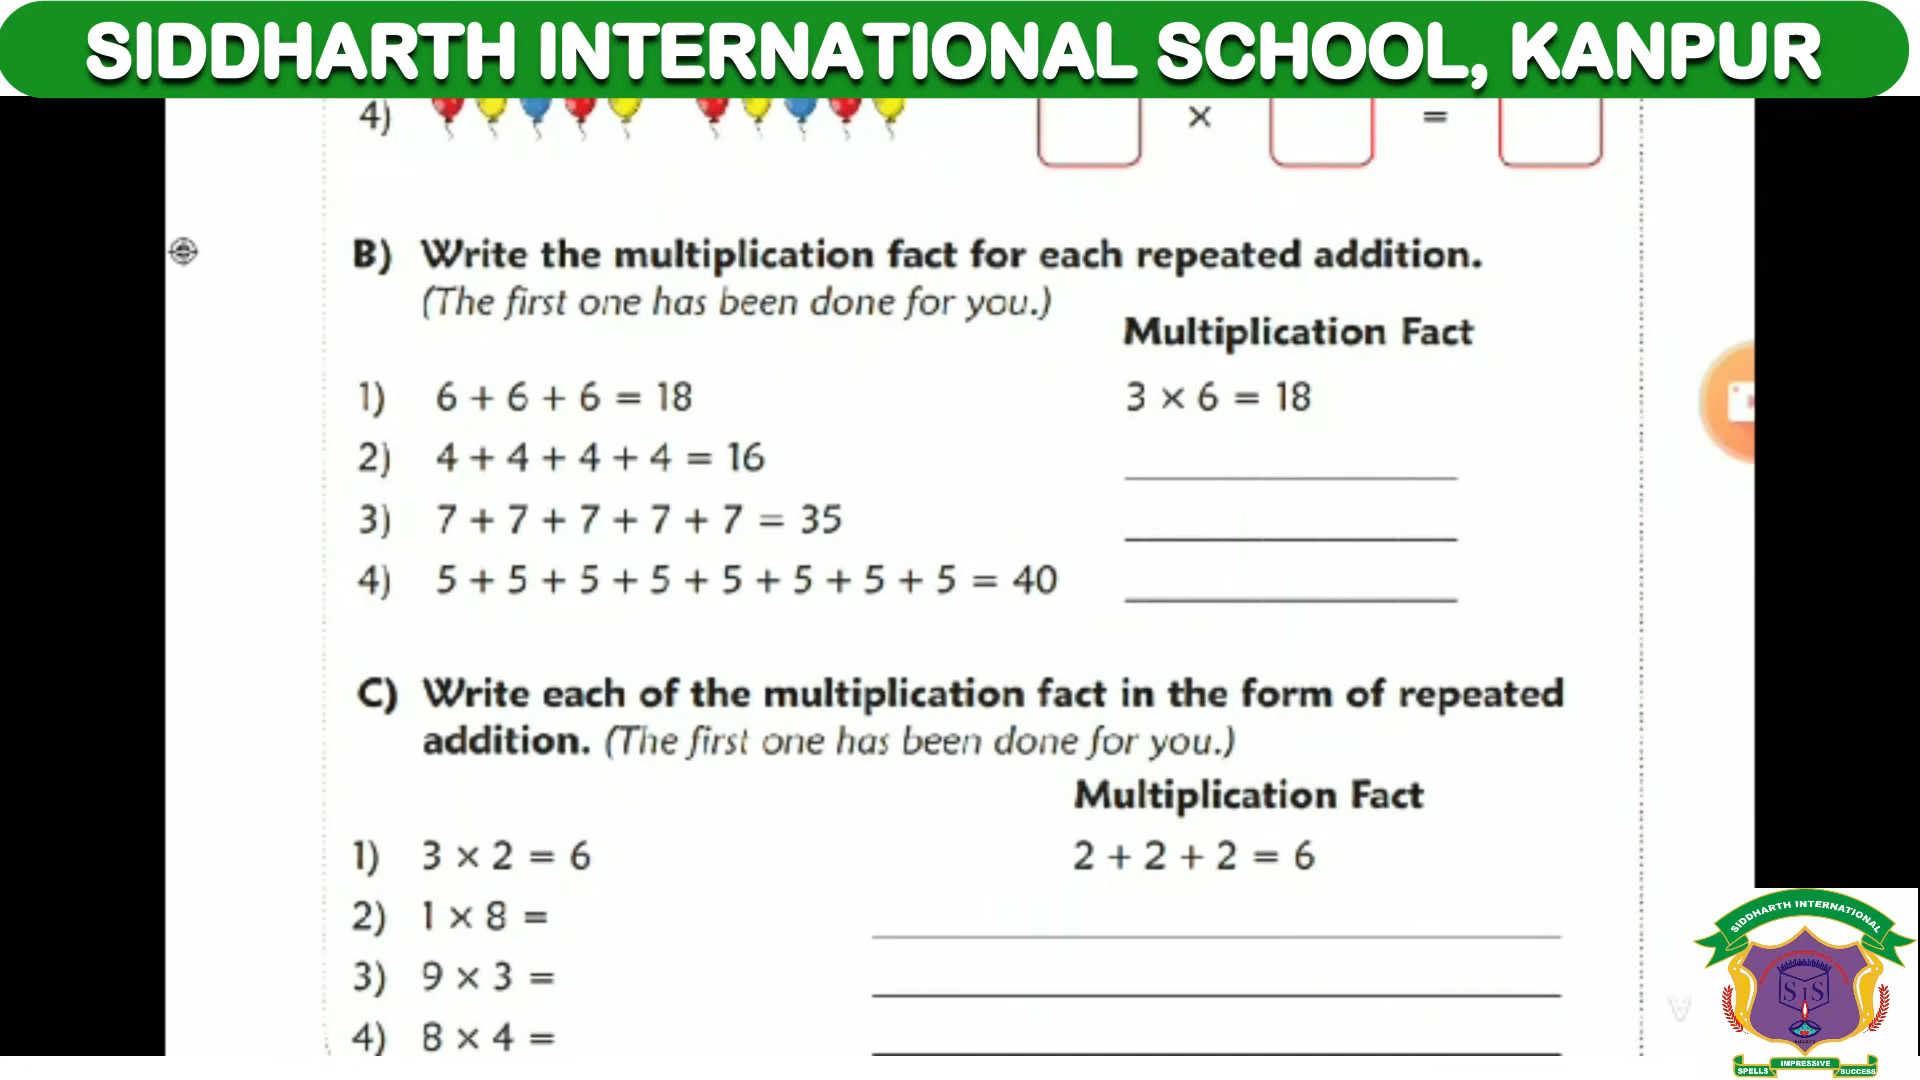 SIDDHARTH INTERNATIONAL SCHOOL, KANPUR
4) × =
B) Write the multiplication fact for each repeated addition.
(The first one has been done for you.)
Multiplication Fact
1) 6 + 6 + 6 = 18 3 × 6 = 18
2) 4 + 4 + 4 + 4 = 16
3) 7 + 7 + 7 + 7 + 7 = 35
4) 5 + 5 + 5 + 5 + 5 + 5 + 5 + 5 = 40
C) Write each of the multiplication fact in the form of repeated
addition. (The first one has been done for you.)
Multiplication Fact
1) 3 × 2 = 6 2 + 2 + 2 = 6
2) 1 × 8 =
3) 9 × 3 =
4) 8 × 4 =
SIDDHARTH INTERNATIONAL
SIS
SPELLS IMPRESSIVE SUCCESS